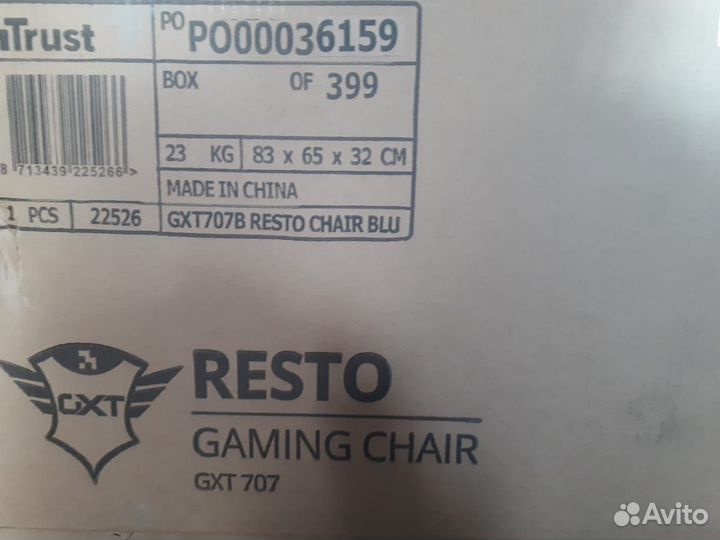 Trust
PO PO00036159
BOX OF 399
8 713439 225266 >
23 KG 83 x 65 x 32 CM
MADE IN CHINA
1 PCS 22526 GXT707B RESTO CHAIR BLU
GXT
RESTO
GAMING CHAIR
GXT 707
Avito